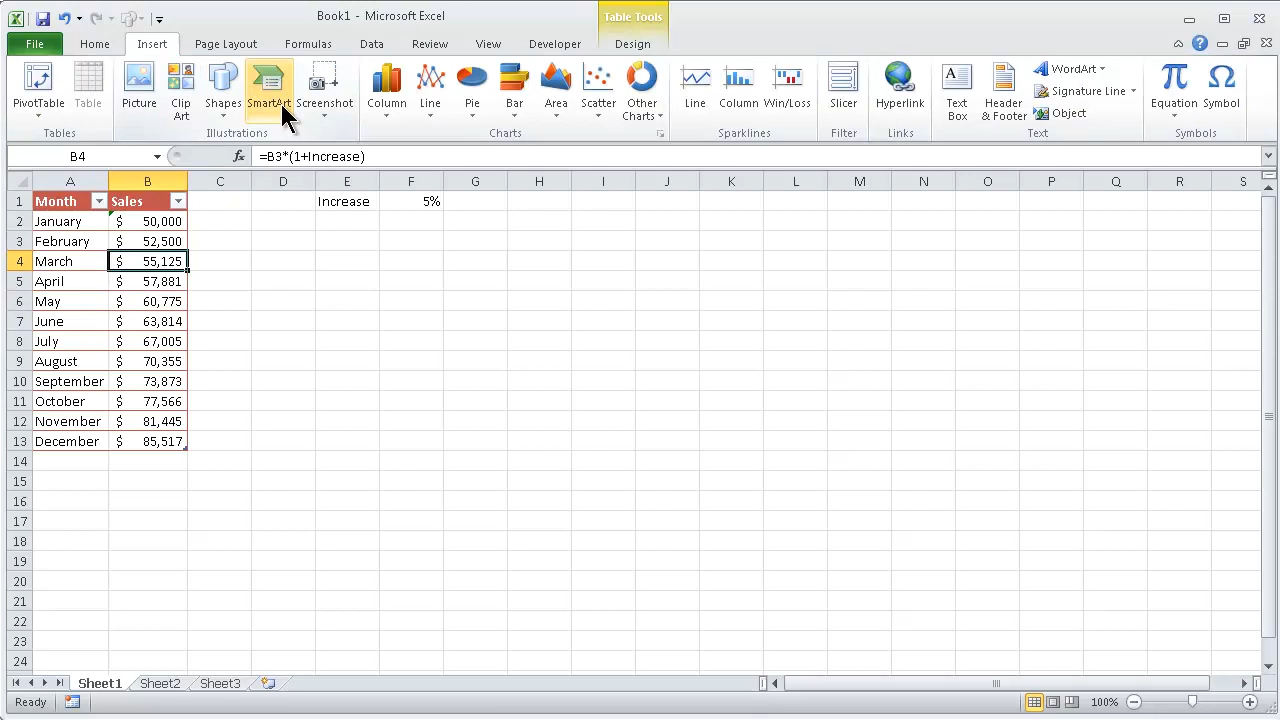 Book1 - Microsoft Excel
Table Tools
File Home Insert Page Layout Formulas Data Review View Developer Design
PivotTable Table Picture Clip Art Shapes SmartArt Screenshot Column Line Pie Bar Area Scatter Other Charts Line Column Win/Loss Slicer Hyperlink Text Box Header & Footer WordArt Signature Line Object Equation Symbol
Tables Illustrations Charts Sparklines Filter Links Text Symbols
B4 fx =B3*(1+Increase)
A B C D E F G H I J K L M N O P Q R S
1 Month Sales Increase 5%
2 January $ 50,000
3 February $ 52,500
4 March $ 55,125
5 April $ 57,881
6 May $ 60,775
7 June $ 63,814
8 July $ 67,005
9 August $ 70,355
10 September $ 73,873
11 October $ 77,566
12 November $ 81,445
13 December $ 85,517
14
15
16
17
18
19
20
21
22
23
24
Sheet1 Sheet2 Sheet3
Ready 100%